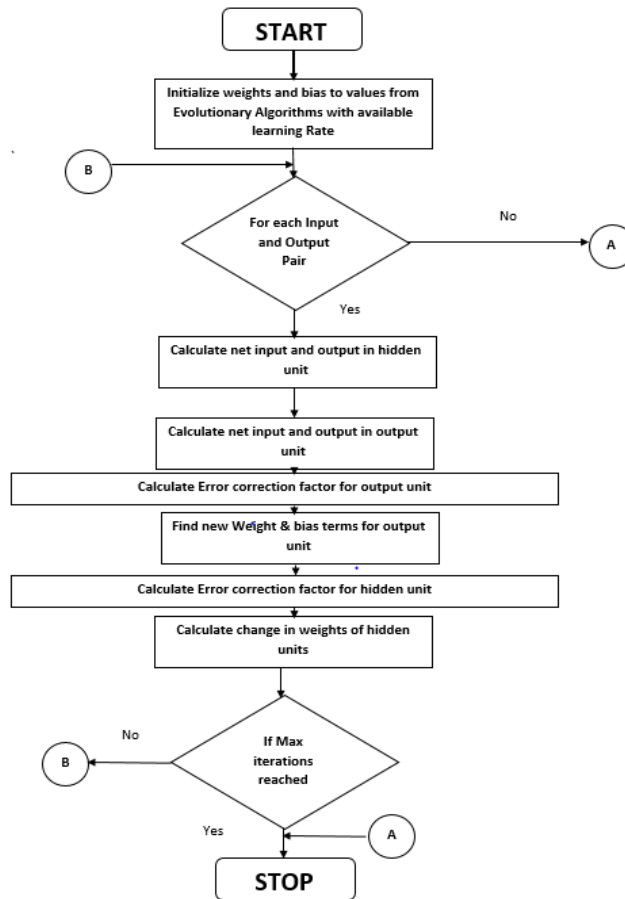 START
Initialize weights and bias to values from
Evolutionary Algorithms with available
learning Rate
B
For each Input
and Output
Pair
No
A
Yes
Calculate net input and output in hidden
unit
Calculate net input and output in output
unit
Calculate Error correction factor for output unit
Find new Weight & bias terms for output
unit
Calculate Error correction factor for hidden unit
Calculate change in weights of hidden
units
No
If Max
iterations
reached
B
Yes
A
STOP